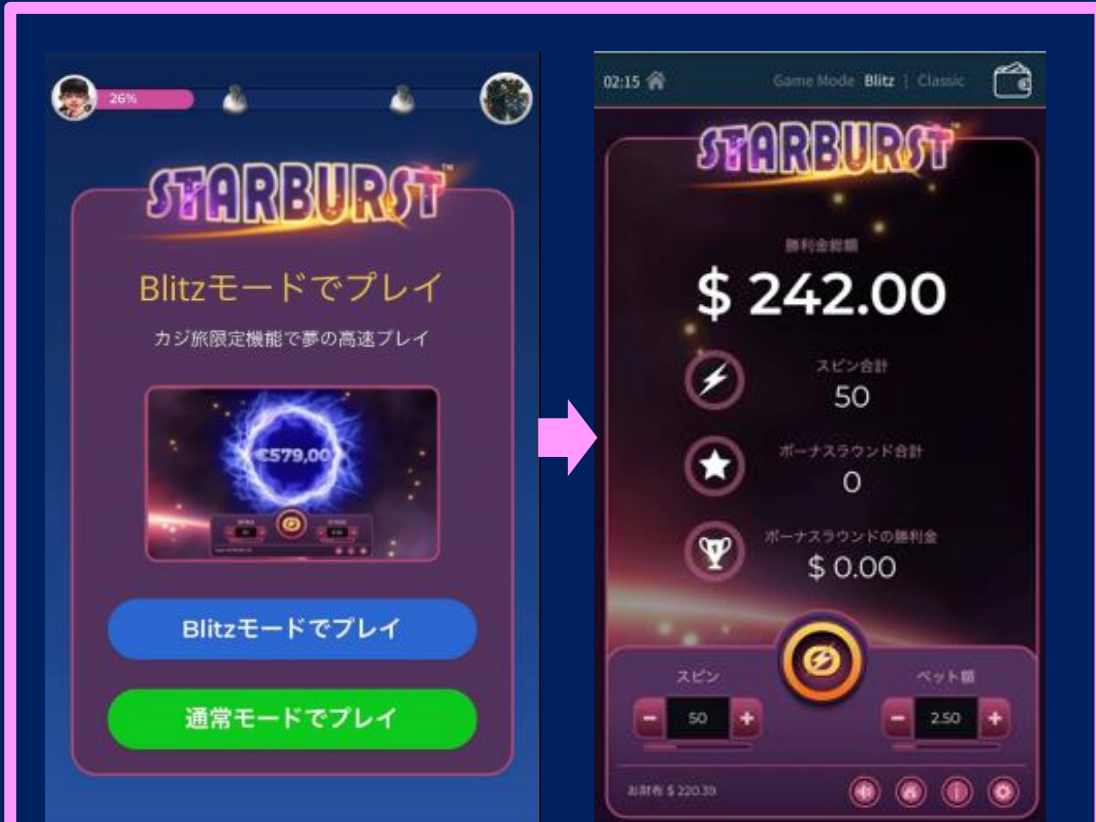 26%
STARBURST™
Blitzモードでプレイ
カジ旅限定機能で夢の高速プレイ
€579,00
Blitzモードでプレイ
通常モードでプレイ
02:15
Game Mode Blitz | Classic
STARBURST™
勝利金総額
$ 242.00
スピン合計
50
ボーナスラウンド合計
0
ボーナスラウンドの勝利金
$ 0.00
スピン
ベット額
50
2.50
お財布 $ 220.39